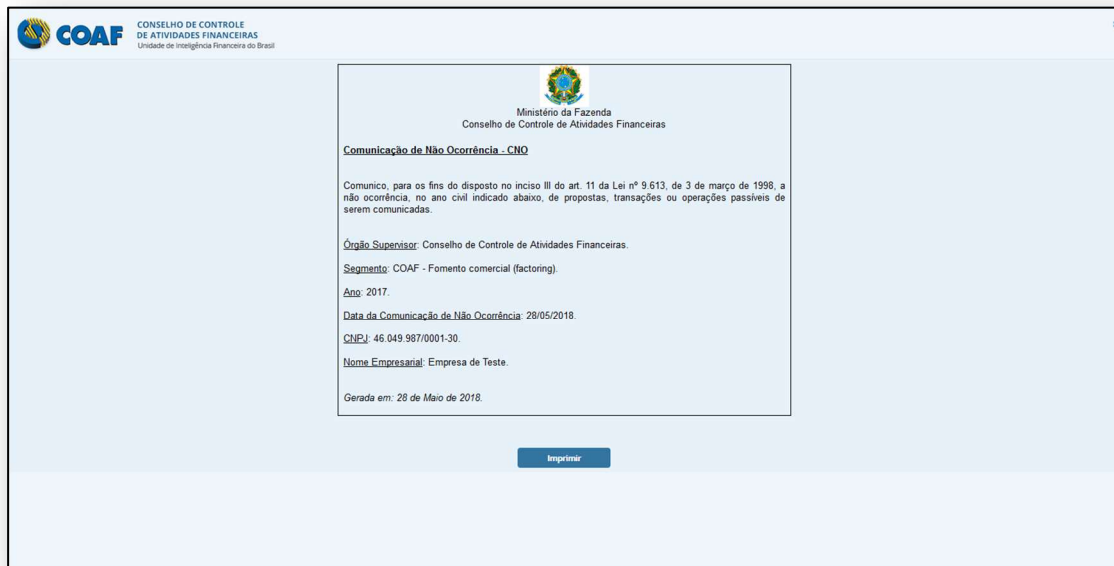 COAF
CONSELHO DE CONTROLE
DE ATIVIDADES FINANCEIRAS
Unidade de Inteligência Financeira do Brasil
Ministério da Fazenda
Conselho de Controle de Atividades Financeiras
Comunicação de Não Ocorrência - CNO
Comunico, para os fins do disposto no inciso III do art. 11 da Lei nº 9.613, de 3 de março de 1998, a
não ocorrência, no ano civil indicado abaixo, de propostas, transações ou operações passíveis de
serem comunicadas.
Órgão Supervisor: Conselho de Controle de Atividades Financeiras.
Segmento: COAF - Fomento comercial (factoring).
Ano: 2017.
Data da Comunicação de Não Ocorrência: 28/05/2018.
CNPJ: 46.049.987/0001-30.
Nome Empresarial: Empresa de Teste.
Gerada em: 28 de Maio de 2018.
Imprimir